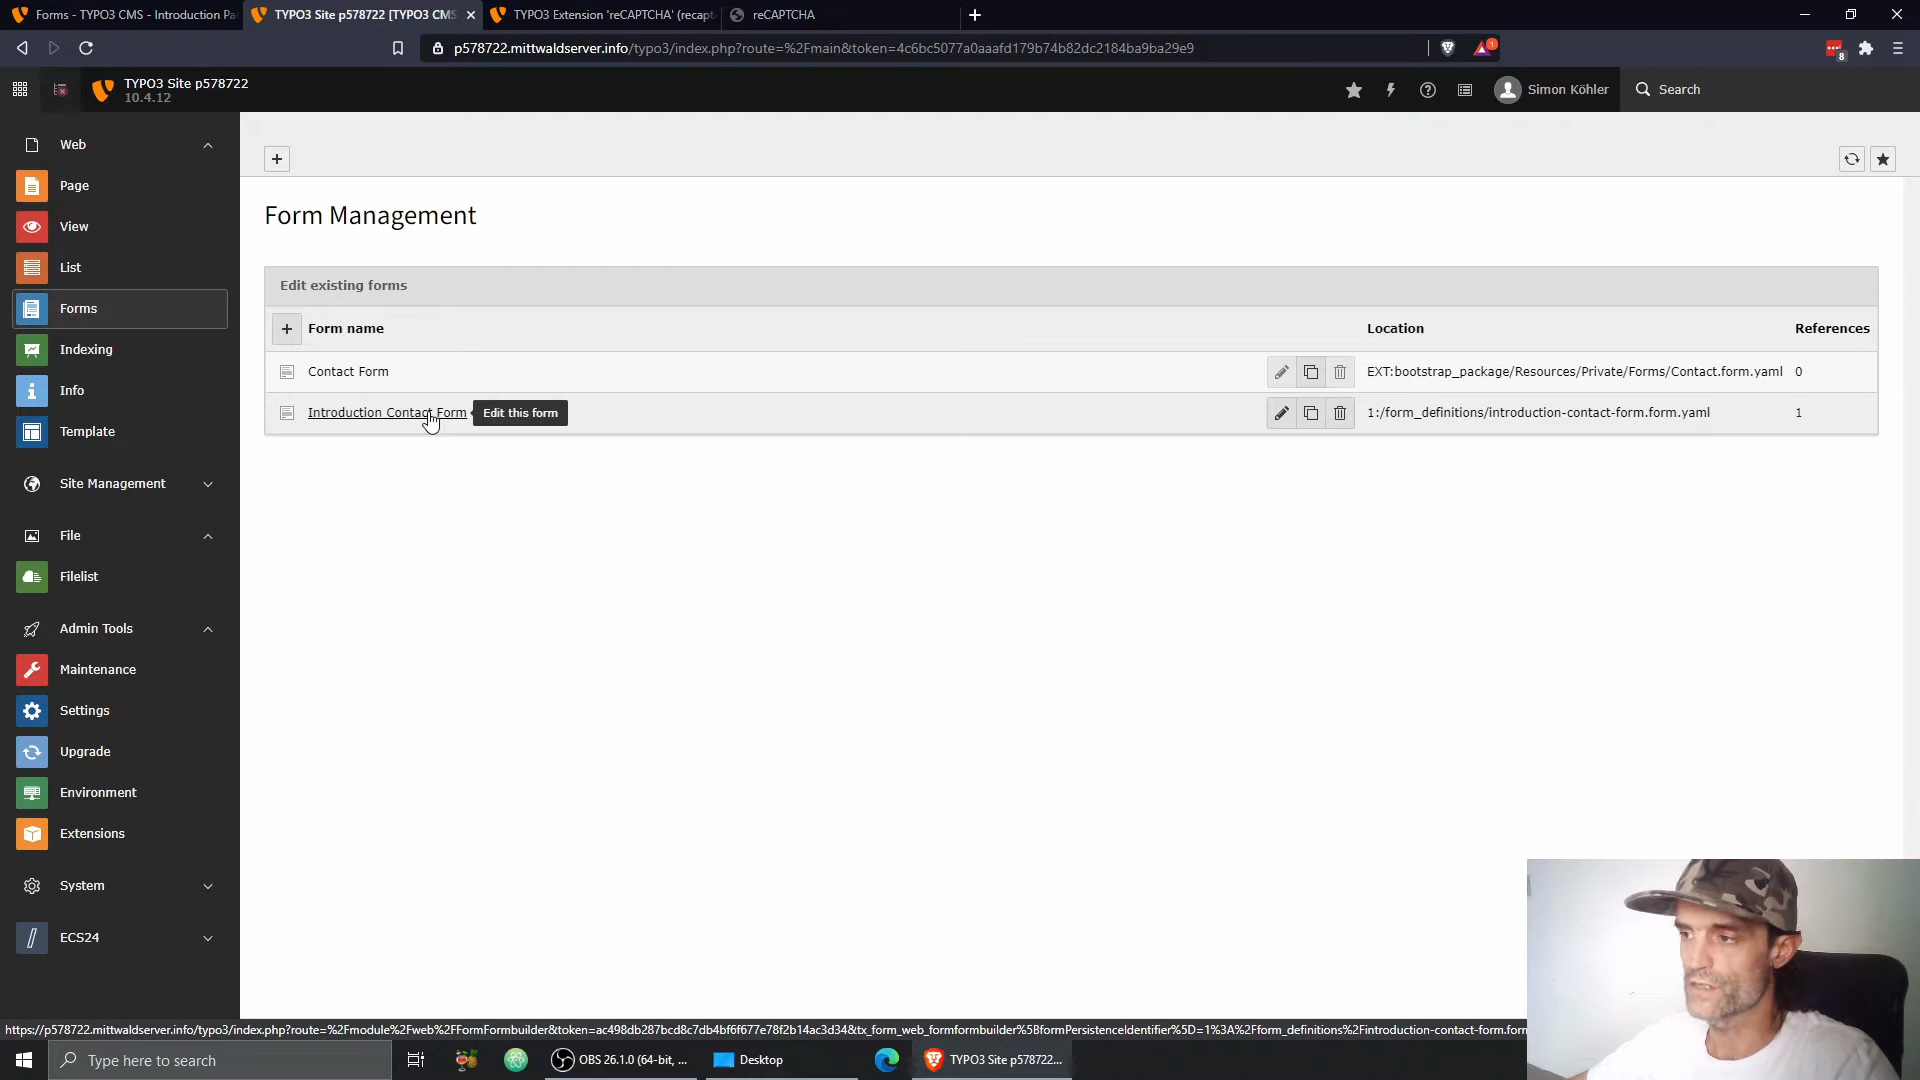 Forms - TYPO3 CMS - Introduction Pa
TYPO3 Site p578722 [TYPO3 CMS
TYPO3 Extension 'reCAPTCHA' (recapt
reCAPTCHA
p578722.mittwaldserver.info/typo3/index.php?route=%2Fmain&token=4c6bc5077a0aaafd179b74b82dc2184ba9ba29e9
1
8
TYPO3 Site p578722
10.4.12
Simon Köhler
Search
Web
Page
View
List
Forms
Indexing
Info
Template
Site Management
File
Filelist
Admin Tools
Maintenance
Settings
Upgrade
Environment
Extensions
System
ECS24
Form Management
Edit existing forms
Form name
Location
References
Contact Form
EXT:bootstrap_package/Resources/Private/Forms/Contact.form.yaml
0
Introduction Contact Form
Edit this form
1:/form_definitions/introduction-contact-form.form.yaml
1
https://p578722.mittwaldserver.info/typo3/index.php?route=%2Fmodule%2Fweb%2FFormFormbuilder&token=ac498db287bcd8c7db4bf6f677e78f2b14ac3d34&tx_form_web_formformbuilder%5BformPersistenceIdentifier%5D=1%3A%2Fform_definitions%2Fintroduction-contact-form.form
Type here to search
OBS 26.1.0 (64-bit, ...
Desktop
TYPO3 Site p578722...